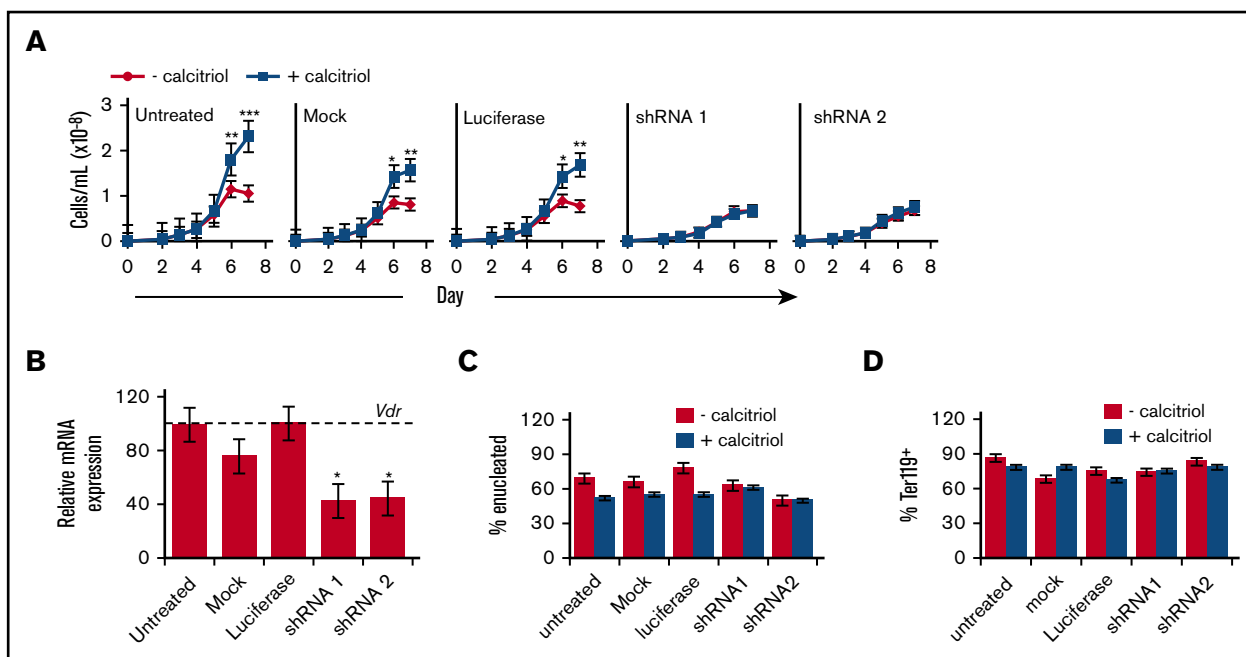 A
- calcitriol + calcitriol
Cells/mL (x10-8)
3
2
1
0
Untreated
** ***
0 2 4 6 8
Mock
* **
0 2 4 6 8
Luciferase
* **
0 2 4 6 8
shRNA 1
0 2 4 6 8
shRNA 2
0 2 4 6 8
Day
B
Relative mRNA
expression
120
80
40
0
Vdr
* *
Untreated
Mock
Luciferase
shRNA 1
shRNA 2
C
- calcitriol
+ calcitriol
% enucleated
120
90
60
30
0
untreated
Mock
luciferase
shRNA1
shRNA2
D
- calcitriol
+ calcitriol
% Ter119+
120
90
60
30
0
untreated
mock
Luciferase
shRNA1
shRNA2